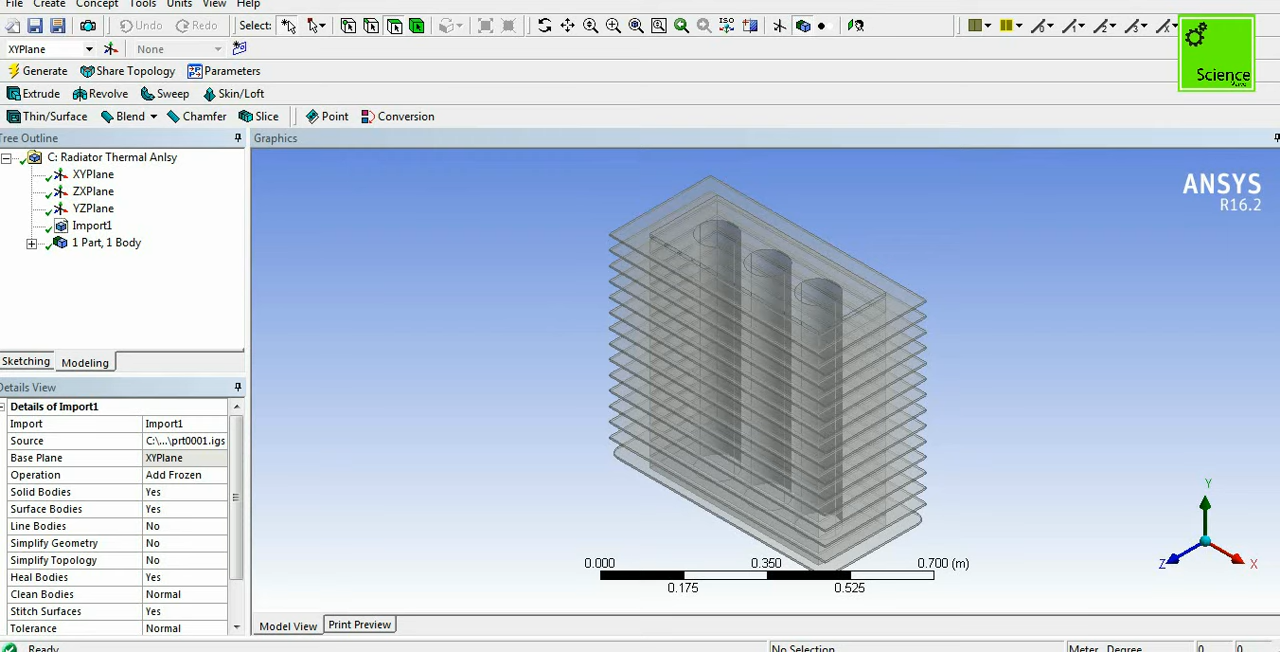 File Create Concept Tools Units View Help
Undo Redo Select:
XYPlane None
Generate Share Topology Parameters
Extrude Revolve Sweep Skin/Loft
Thin/Surface Blend Chamfer Slice Point Conversion
Science
Tree Outline
C: Radiator Thermal Anlsy
XYPlane
ZXPlane
YZPlane
Import1
1 Part, 1 Body
Sketching Modeling
Details View
Details of Import1
Import Import1
Source C:\...\prt0001.igs
Base Plane XYPlane
Operation Add Frozen
Solid Bodies Yes
Surface Bodies Yes
Line Bodies No
Simplify Geometry No
Simplify Topology No
Heal Bodies Yes
Clean Bodies Normal
Stitch Surfaces Yes
Tolerance Normal
Graphics
ANSYS
R16.2
Y
Z
X
0.000 0.350 0.700 (m)
0.175 0.525
Model View Print Preview
Ready No Selection Meter Degree 0 0